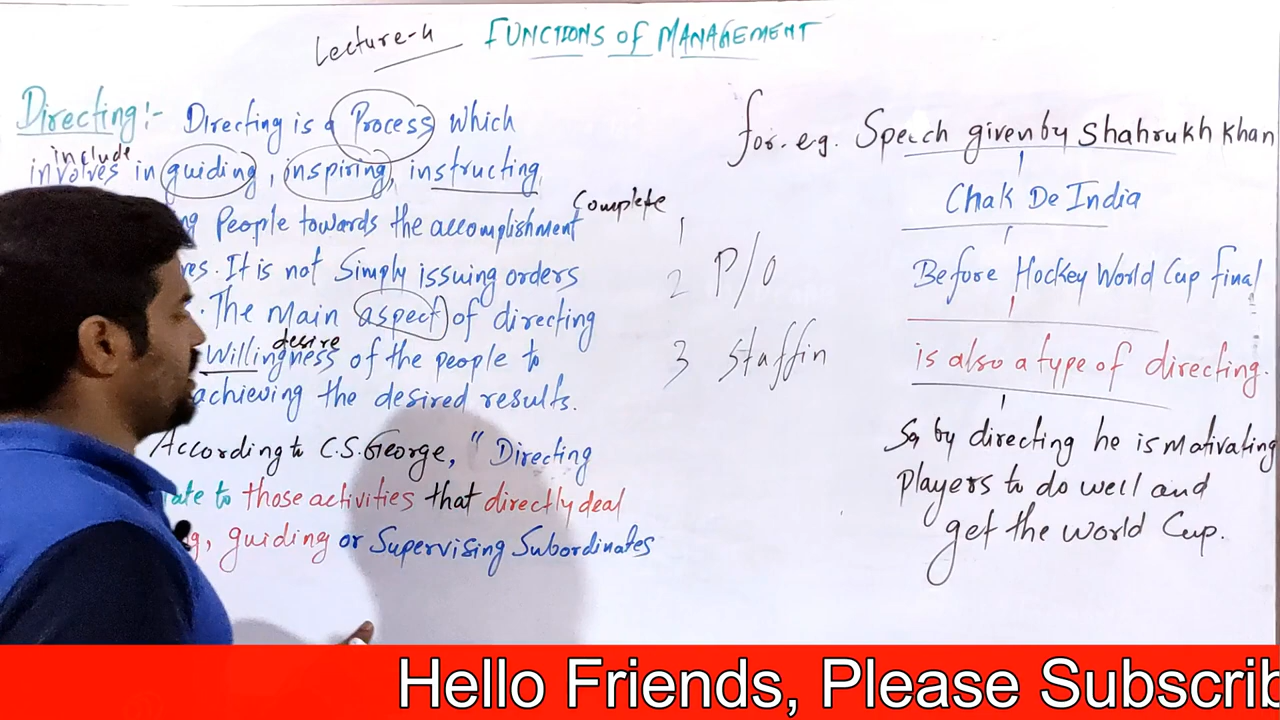 Lecture-4 FUNCTIONS of MANAGEMENT
Directing:- Directing is a Process which
include
involves in guiding, inspiring, instructing
People towards the accomplishment
Complete
It is not Simply issuing orders
The Main aspect of directing
desire
Willingness of the people to
achieving the desired results.
According to C.S. George, "Directing
to those activities that directly deal
guiding or Supervising Subordinates
1
2 P/O
3 Staffin
for. e.g. Speech given by Shahrukh Khan
Chak De India
Before Hockey World Cup final
is also a type of directing.
So, by directing he is motivating
Players to do well and
get the world Cup.
Hello Friends, Please Subscrib